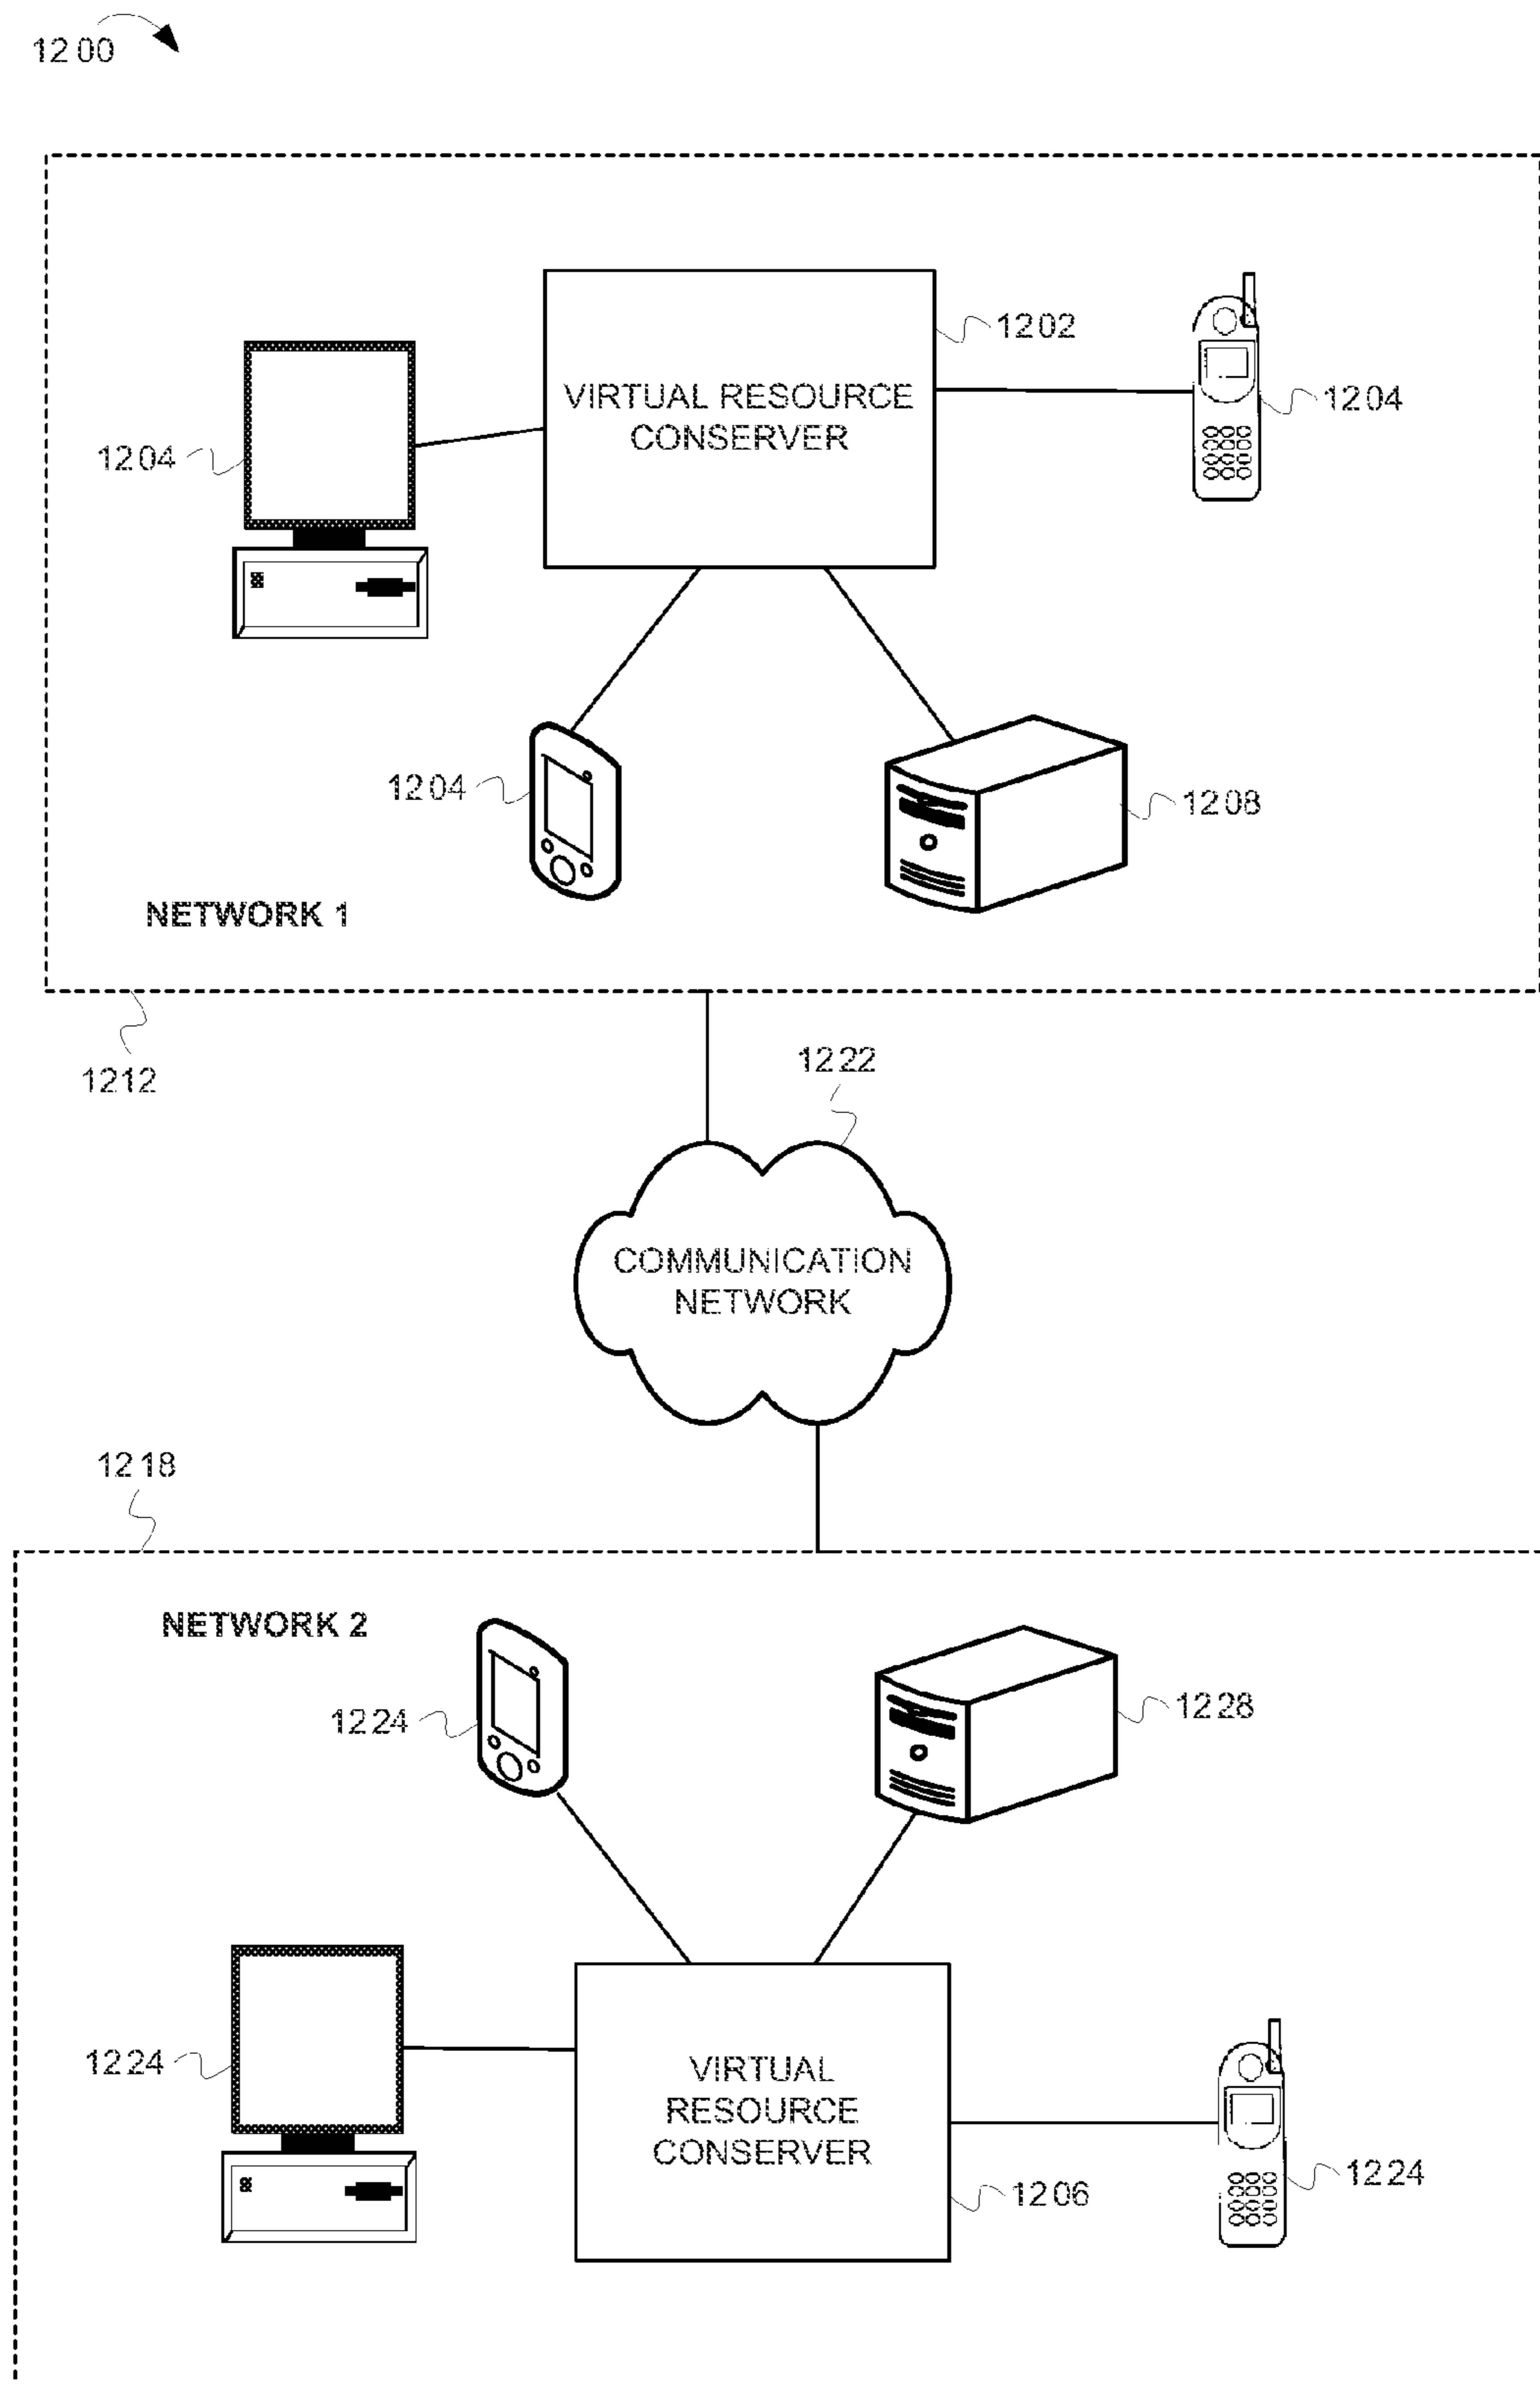 1200
1202
VIRTUAL RESOURCE
CONSERVER
1204
1204
1204
1208
NETWORK 1
1212
1222
COMMUNICATION
NETWORK
1218
NETWORK 2
1224
1228
1224
VIRTUAL
RESOURCE
CONSERVER
1224
1206